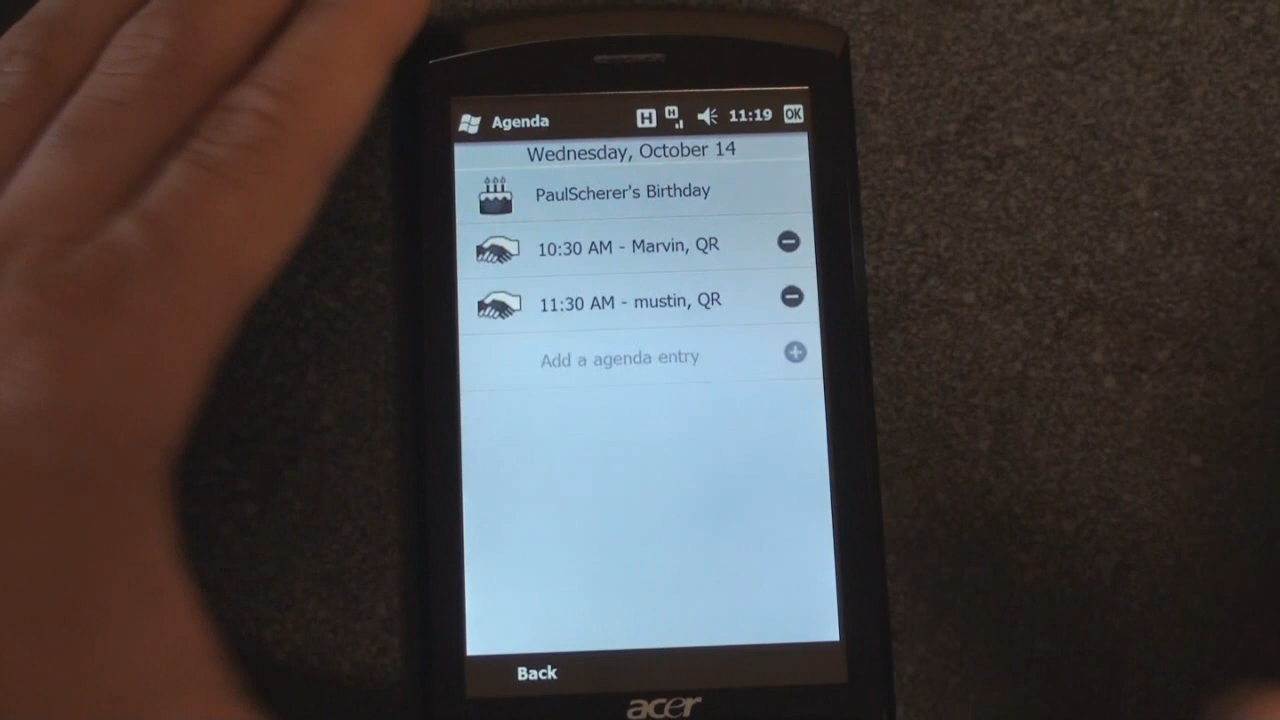 Agenda H H 11:19 OK
Wednesday, October 14
PaulScherer's Birthday
10:30 AM - Marvin, QR
11:30 AM - mustin, QR
Add a agenda entry
Back
acer